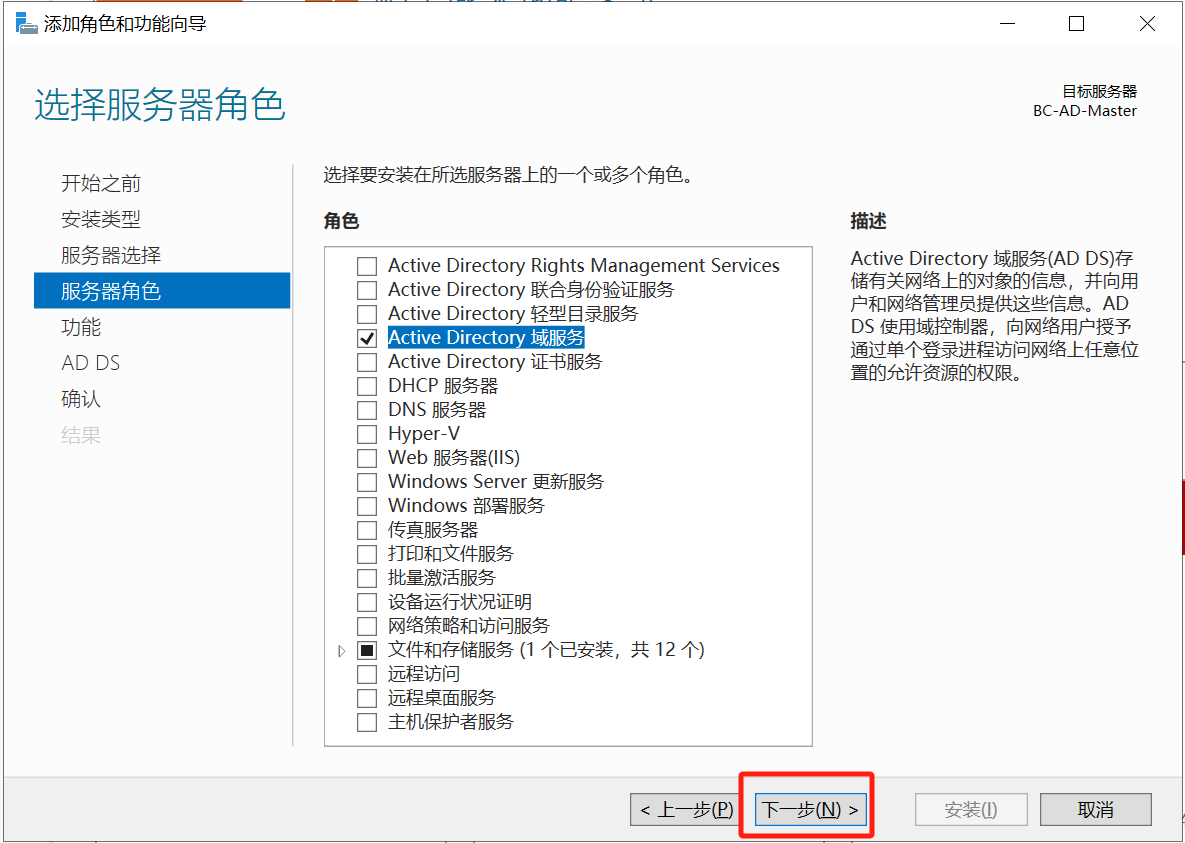 添加角色和功能向导
选择服务器角色
目标服务器
BC-AD-Master
开始之前
安装类型
服务器选择
服务器角色
功能
AD DS
确认
结果
选择要安装在所选服务器上的一个或多个角色。
角色
Active Directory Rights Management Services
Active Directory 联合身份验证服务
Active Directory 轻型目录服务
Active Directory 域服务
Active Directory 证书服务
DHCP 服务器
DNS 服务器
Hyper-V
Web 服务器(IIS)
Windows Server 更新服务
Windows 部署服务
传真服务器
打印和文件服务
批量激活服务
设备运行状况证明
网络策略和访问服务
文件和存储服务 (1 个已安装，共 12 个)
远程访问
远程桌面服务
主机保护者服务
描述
Active Directory 域服务(AD DS)存
储有关网络上的对象的信息，并向用
户和网络管理员提供这些信息。AD
DS 使用域控制器，向网络用户授予
通过单个登录进程访问网络上任意位
置的允许资源的权限。
< 上一步(P)
下一步(N) >
安装(I)
取消